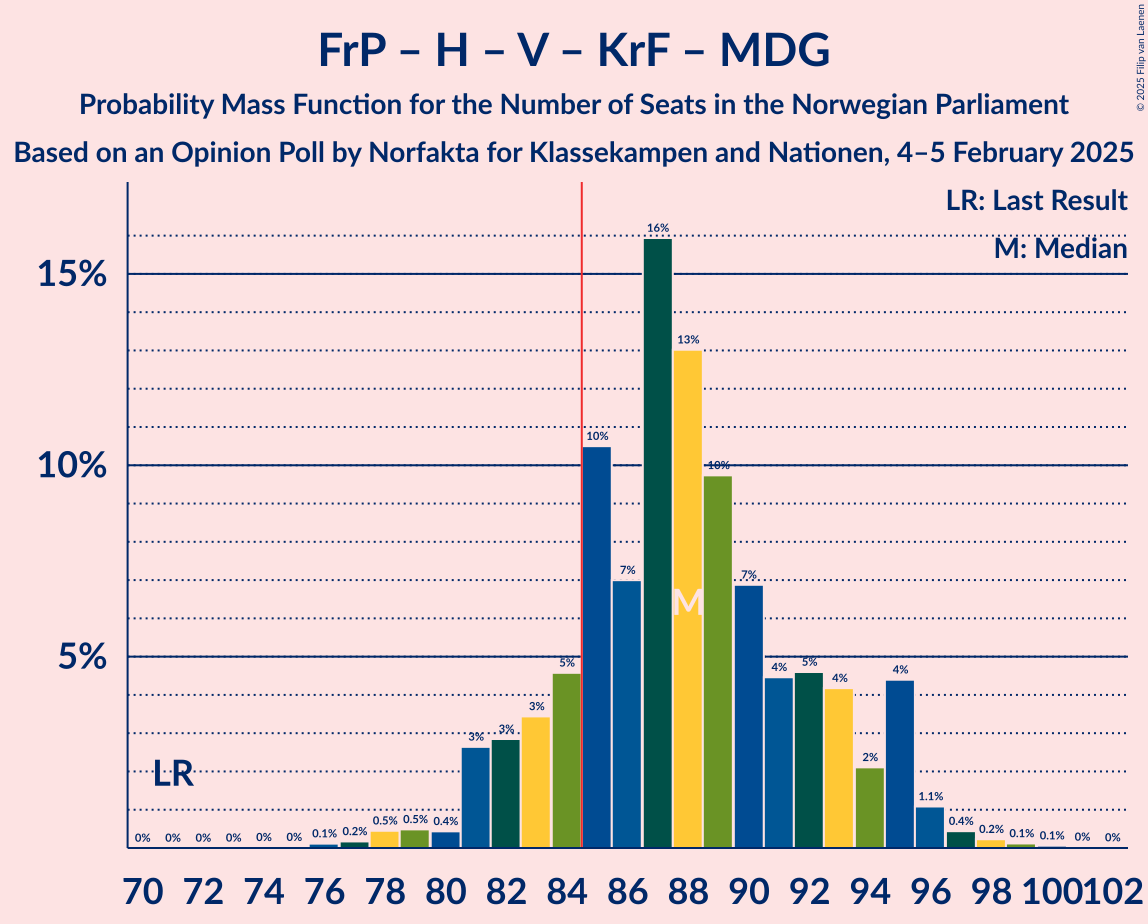 FrP – H – V – KrF – MDG
Probability Mass Function for the Number of Seats in the Norwegian Parliament
Based on an Opinion Poll by Norfakta for Klassekampen and Nationen, 4–5 February 2025
© 2025 Filip van Laenen
LR: Last Result
M: Median
16%
15%
13%
10%
10%
10%
7%
7%
M
5%
5%
5%
4%
4%
4%
3%
3%
3%
2%
LR
1.1%
0% 0% 0% 0% 0% 0% 0.1% 0.2% 0.5% 0.5% 0.4% 0.4% 0.2% 0.1% 0.1% 0% 0%
70 72 74 76 78 80 82 84 86 88 90 92 94 96 98 100 102